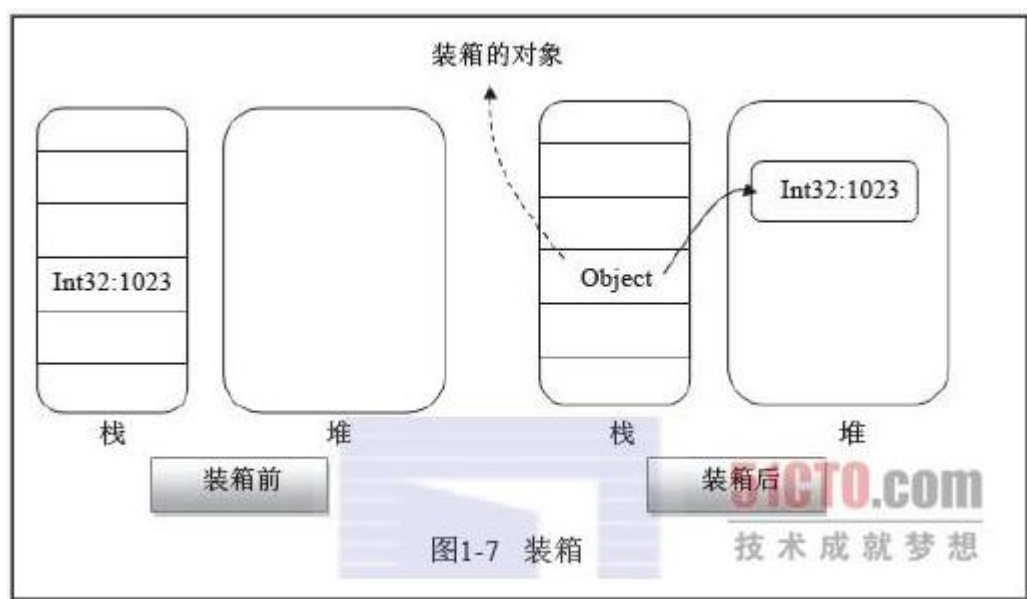 装箱的对象
Int32:1023
Object
Int32:1023
栈
堆
栈
堆
装箱前
装箱后
51CTO.com
技术成就梦想
图1-7 装箱